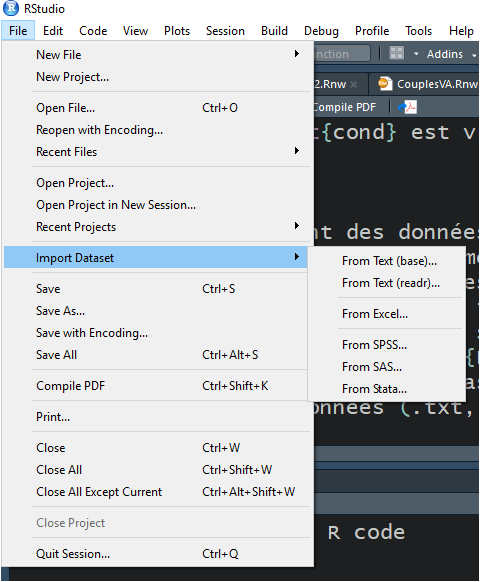 RStudio
File Edit Code View Plots Session Build Debug Profile Tools Help
New File
New Project...
Open File... Ctrl+O
Reopen with Encoding...
Recent Files
Open Project...
Open Project in New Session...
Recent Projects
Import Dataset
Save Ctrl+S
Save As...
Save with Encoding...
Save All Ctrl+Alt+S
Compile PDF Ctrl+Shift+K
Print...
Close Ctrl+W
Close All Ctrl+Shift+W
Close All Except Current Ctrl+Alt+Shift+W
Close Project
Quit Session... Ctrl+Q
From Text (base)...
From Text (readr)...
From Excel...
From SPSS...
From SAS...
From Stata...
nction Addins
2.Rnw CouplesVA.Rnw
Compile PDF
t{cond} est v
nt des données
onnées (.txt,
R code